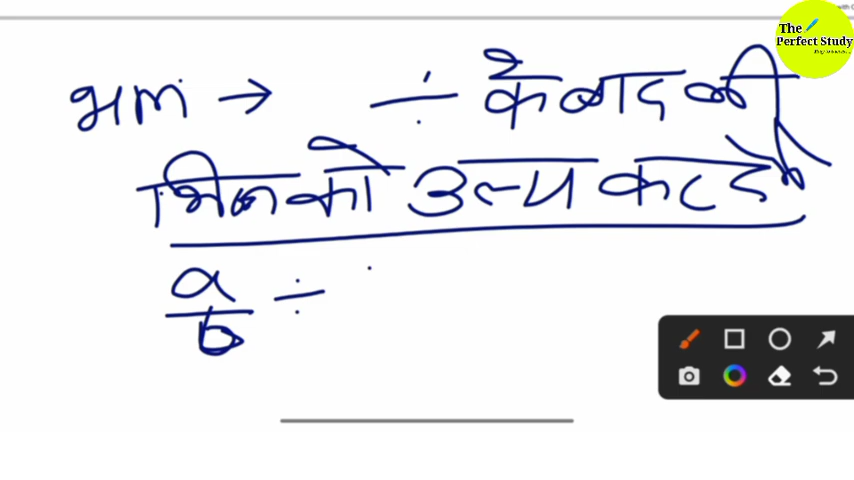 The
Perfect Study
भाग → ÷ के बाद की
भिन्न को उल्टा कर दें
a/b ÷